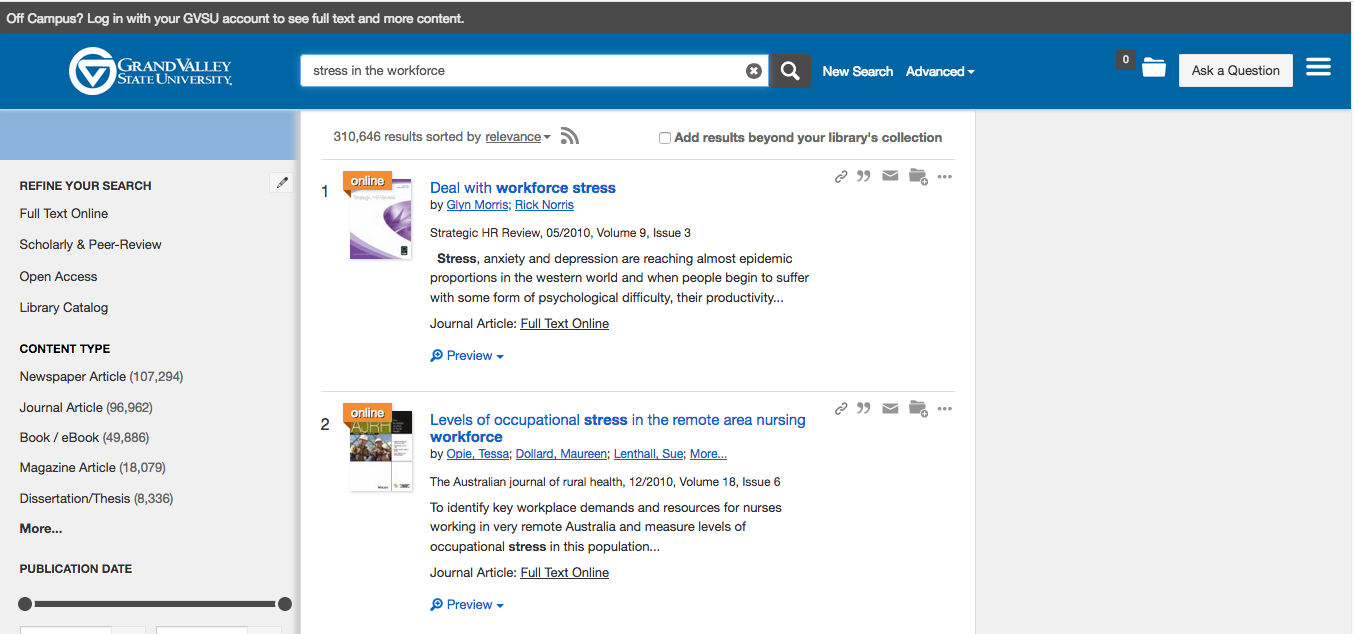 Off Campus? Log in with your GVSU account to see full text and more content.
GRAND VALLEY
STATE UNIVERSITY.
stress in the workforce
New Search
Advanced
0
Ask a Question
310,646 results sorted by relevance
Add results beyond your library's collection
REFINE YOUR SEARCH
Full Text Online
Scholarly & Peer-Review
Open Access
Library Catalog
CONTENT TYPE
Newspaper Article (107,294)
Journal Article (96,962)
Book / eBook (49,886)
Magazine Article (18,079)
Dissertation/Thesis (8,336)
More...
PUBLICATION DATE
1
online
Strategic HR Review
Deal with workforce stress
by Glyn Morris; Rick Norris
Strategic HR Review, 05/2010, Volume 9, Issue 3
Stress, anxiety and depression are reaching almost epidemic
proportions in the western world and when people begin to suffer
with some form of psychological difficulty, their productivity...
Journal Article: Full Text Online
Preview
2
online
AJRH
Levels of occupational stress in the remote area nursing
workforce
by Opie, Tessa; Dollard, Maureen; Lenthall, Sue; More...
The Australian journal of rural health, 12/2010, Volume 18, Issue 6
To identify key workplace demands and resources for nurses
working in very remote Australia and measure levels of
occupational stress in this population...
Journal Article: Full Text Online
Preview